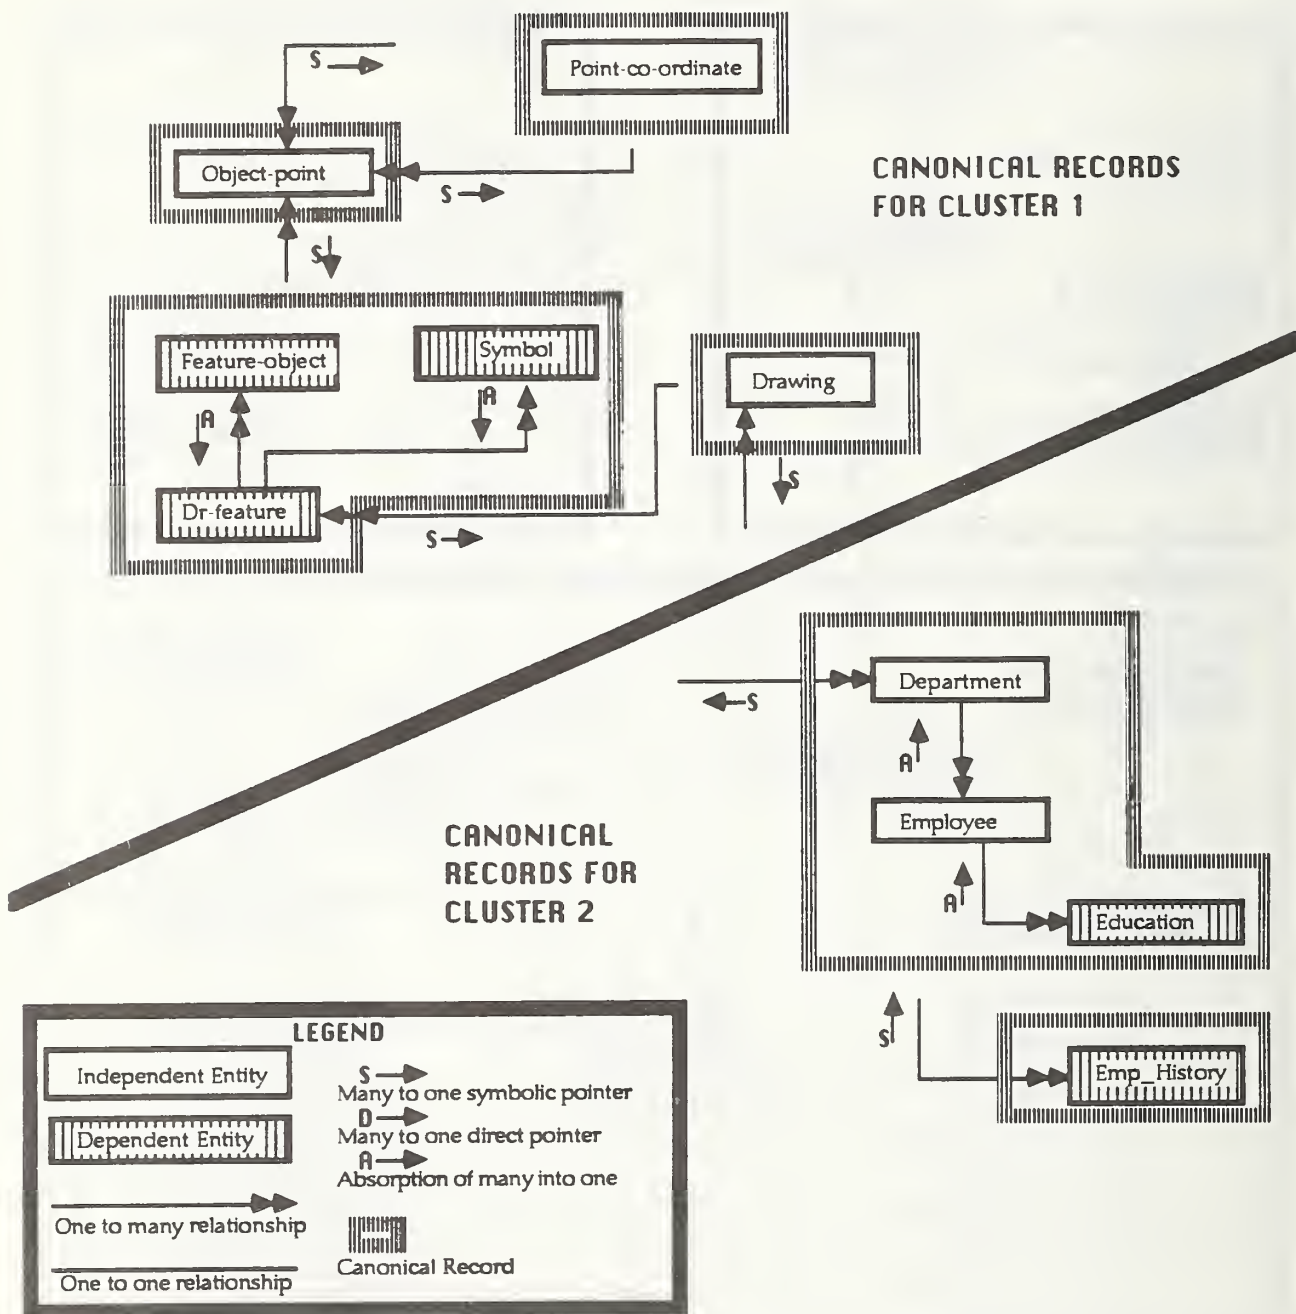 S
Point-co-ordinate
Object-point
S
CANONICAL RECORDS
FOR CLUSTER 1
S
Feature-object
Symbol
Drawing
A
A
Dr-feature
S
S
Department
S
A
Employee
CANONICAL
RECORDS FOR
CLUSTER 2
A
Education
S
Emp_History
LEGEND
Independent Entity
Dependent Entity
One to many relationship
One to one relationship
S
Many to one symbolic pointer
D
Many to one direct pointer
A
Absorption of many into one
Canonical Record